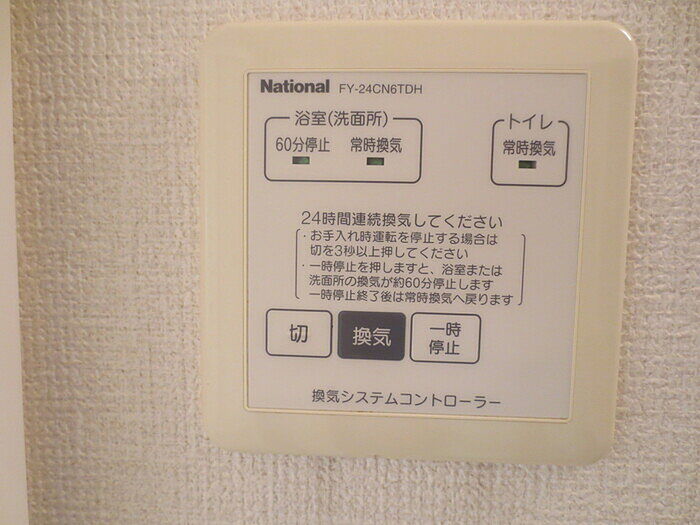 National FY-24CN6TDH
浴室(洗面所)
60分停止 常時換気
トイレ
常時換気
24時間連続換気してください
・お手入れ時運転を停止する場合は
切を3秒以上押してください
・一時停止を押しますと、浴室または
洗面所の換気が約60分停止します
一時停止終了後は常時換気へ戻ります
切
換気
一時
停止
換気システムコントローラー